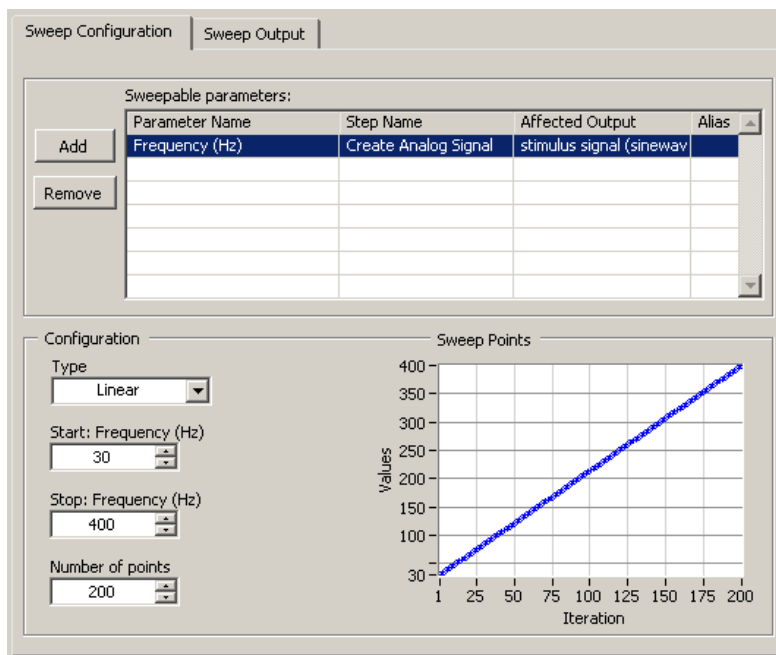 Sweep Configuration Sweep Output
Sweepable parameters:
Parameter Name Step Name Affected Output Alias
Add
Frequency (Hz) Create Analog Signal stimulus signal (sinewav
Remove
Configuration
Type
Linear
Start: Frequency (Hz)
30
Stop: Frequency (Hz)
400
Number of points
200
Sweep Points
Values
400
350
300
250
200
150
100
30
1 25 50 75 100 125 150 175 200
Iteration